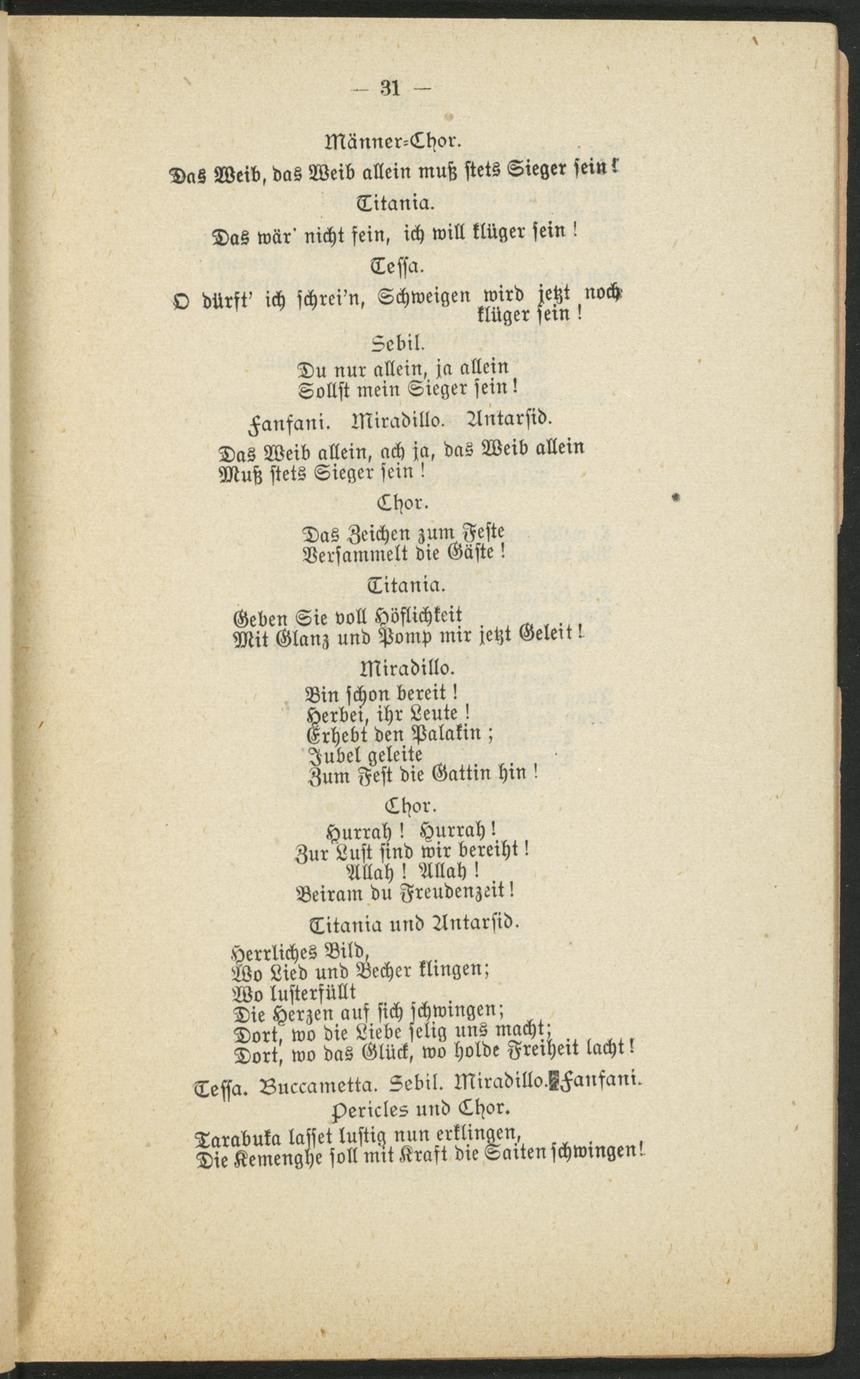 — 31 —
Männer-Chor.
Das Weib, das Weib allein muß stets Sieger sein!
Titania.
Das wär' nicht fein, ich will klüger sein!
Tessa.
O dürft' ich schrei'n, Schweigen wird jetzt noch
klüger sein!
Sebil.
Du nur allein, ja allein
Sollst mein Sieger sein!
Fanfani. Miradillo. Antarsid.
Das Weib allein, ach ja, das Weib allein
Muß stets Sieger sein!
Chor.
Das Zeichen zum Feste
Versammelt die Gäste!
Titania.
Geben Sie voll Höflichkeit
Mit Glanz und Pomp mir jetzt Geleit!
Miradillo.
Bin schon bereit!
Herbei, ihr Leute!
Erhebt den Palakin;
Jubel geleite
Zum Fest die Gattin hin!
Chor.
Hurrah! Hurrah!
Zur Lust sind wir bereiht!
Allah! Allah!
Beiram du Freudenzeit!
Titania und Antarsid.
Herrliches Bild,
Wo Lied und Becher klingen;
Wo lusterfüllt
Die Herzen auf sich schwingen;
Dort, wo die Liebe selig uns macht;
Dort, wo das Glück, wo holde Freiheit lacht!
Tessa. Buccametta. Sebil. Miradillo. Fanfani.
Pericles und Chor.
Tarabuka lasset lustig nun erklingen,
Die Kemenghe soll mit Kraft die Saiten schwingen!